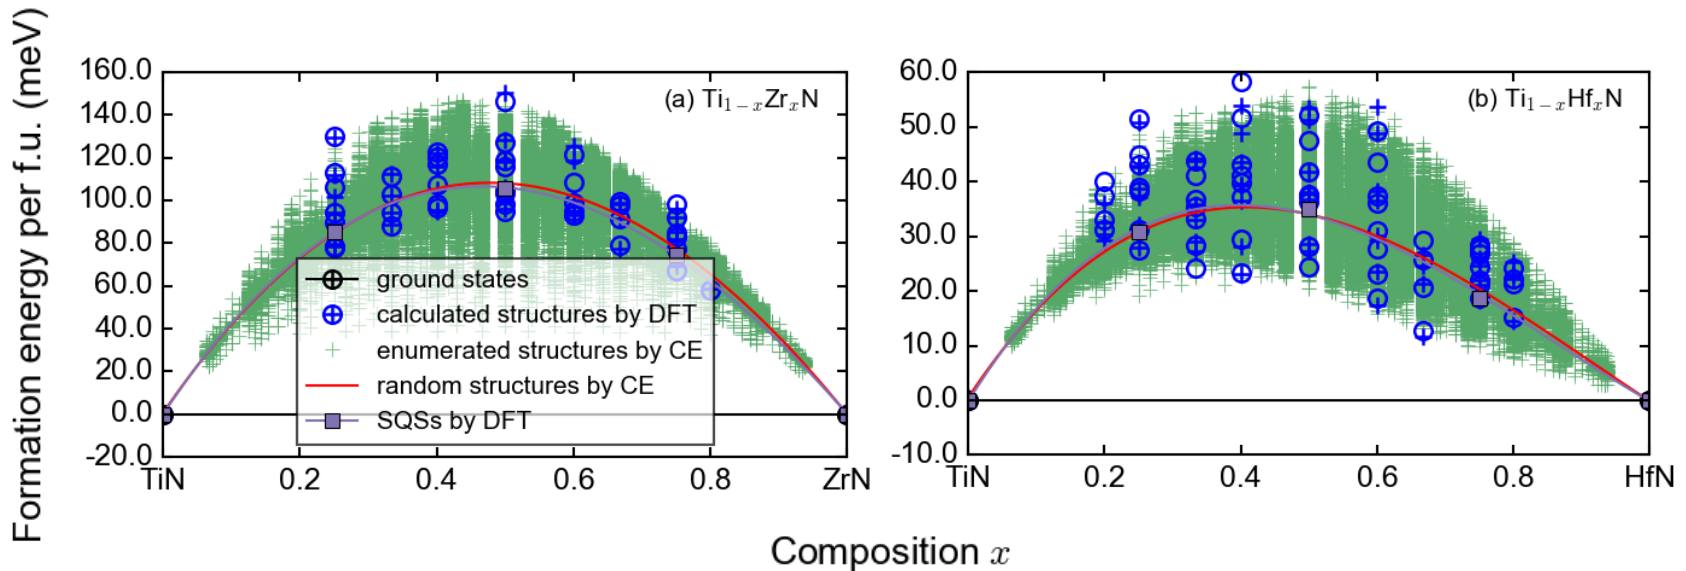 Formation energy per f.u. (meV)
160.0
140.0
120.0
100.0
80.0
60.0
40.0
20.0
0.0
-20.0
(a) Ti1−xZrxN
ground states
calculated structures by DFT
enumerated structures by CE
random structures by CE
SQSs by DFT
TiN 0.2 0.4 0.6 0.8 ZrN
60.0
50.0
40.0
30.0
20.0
10.0
0.0
-10.0
(b) Ti1−xHfxN
TiN 0.2 0.4 0.6 0.8 HfN
Composition x